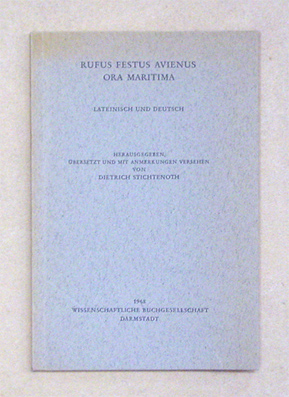 RUFUS FESTUS AVIENUS
ORA MARITIMA
LATEINISCH UND DEUTSCH
HERAUSGEGEBEN,
ÜBERSETZT UND MIT ANMERKUNGEN VERSEHEN
VON
DIETRICH STICHTENOTH
1968
WISSENSCHAFTLICHE BUCHGESELLSCHAFT
DARMSTADT